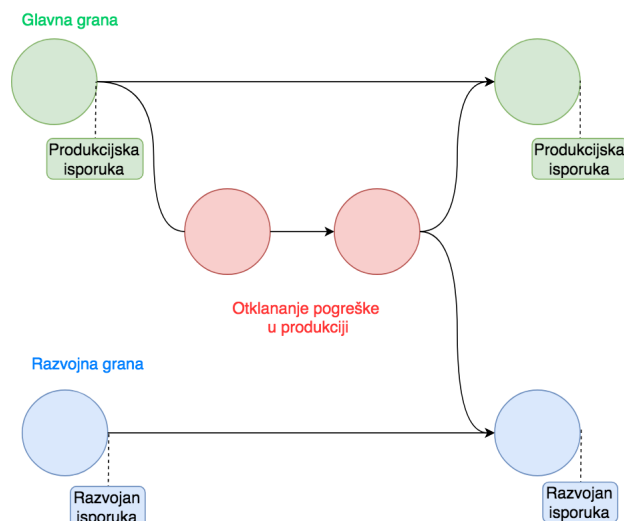 Glavna grana
Produkcijska
isporuka
Produkcijska
isporuka
Otklananje pogreške
u produkciji
Razvojna grana
Razvojan
isporuka
Razvojan
isporuka